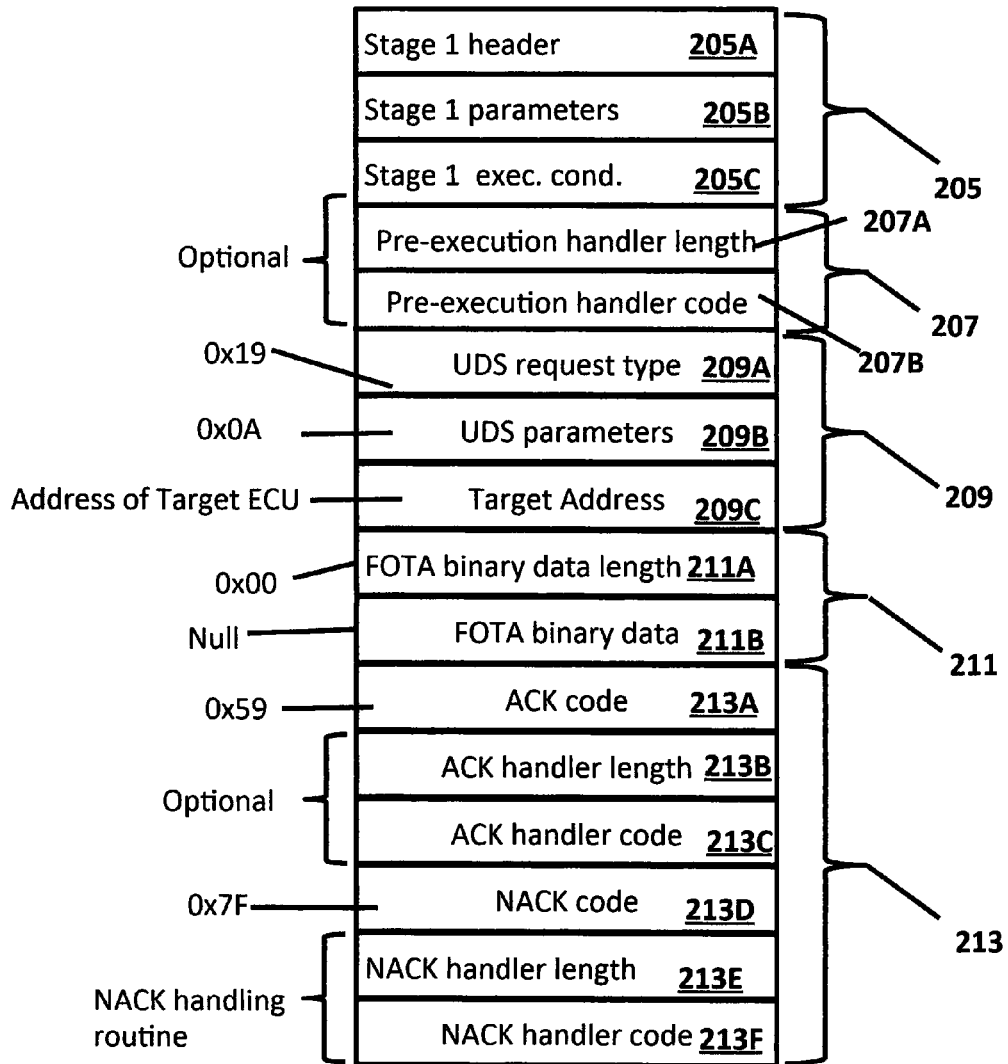 Stage 1 header 205A
Stage 1 parameters 205B
Stage 1 exec. cond. 205C
205
Optional
Pre-execution handler length
207A
Pre-execution handler code
207
207B
0x19
UDS request type 209A
0x0A
UDS parameters 209B
Address of Target ECU
Target Address 209C
209
0x00
FOTA binary data length 211A
Null
FOTA binary data 211B
211
0x59
ACK code 213A
Optional
ACK handler length 213B
ACK handler code 213C
0x7F
NACK code 213D
213
NACK handling
routine
NACK handler length 213E
NACK handler code 213F